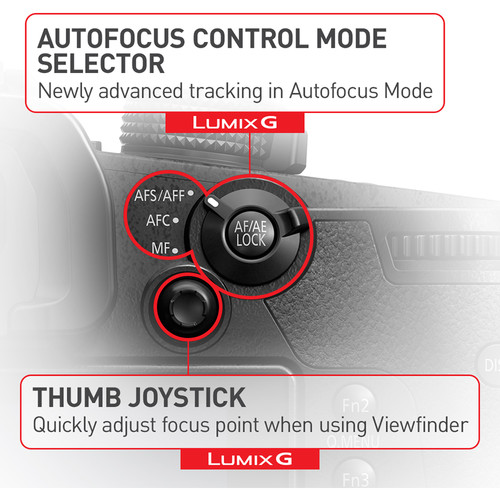 AUTOFOCUS CONTROL MODE
SELECTOR
Newly advanced tracking in Autofocus Mode
LUMIX G
AFS/AFF
AFC
MF
AF/AE
LOCK
THUMB JOYSTICK
Quickly adjust focus point when using Viewfinder
Fn2
Q.MENU
LUMIX G
Fn3